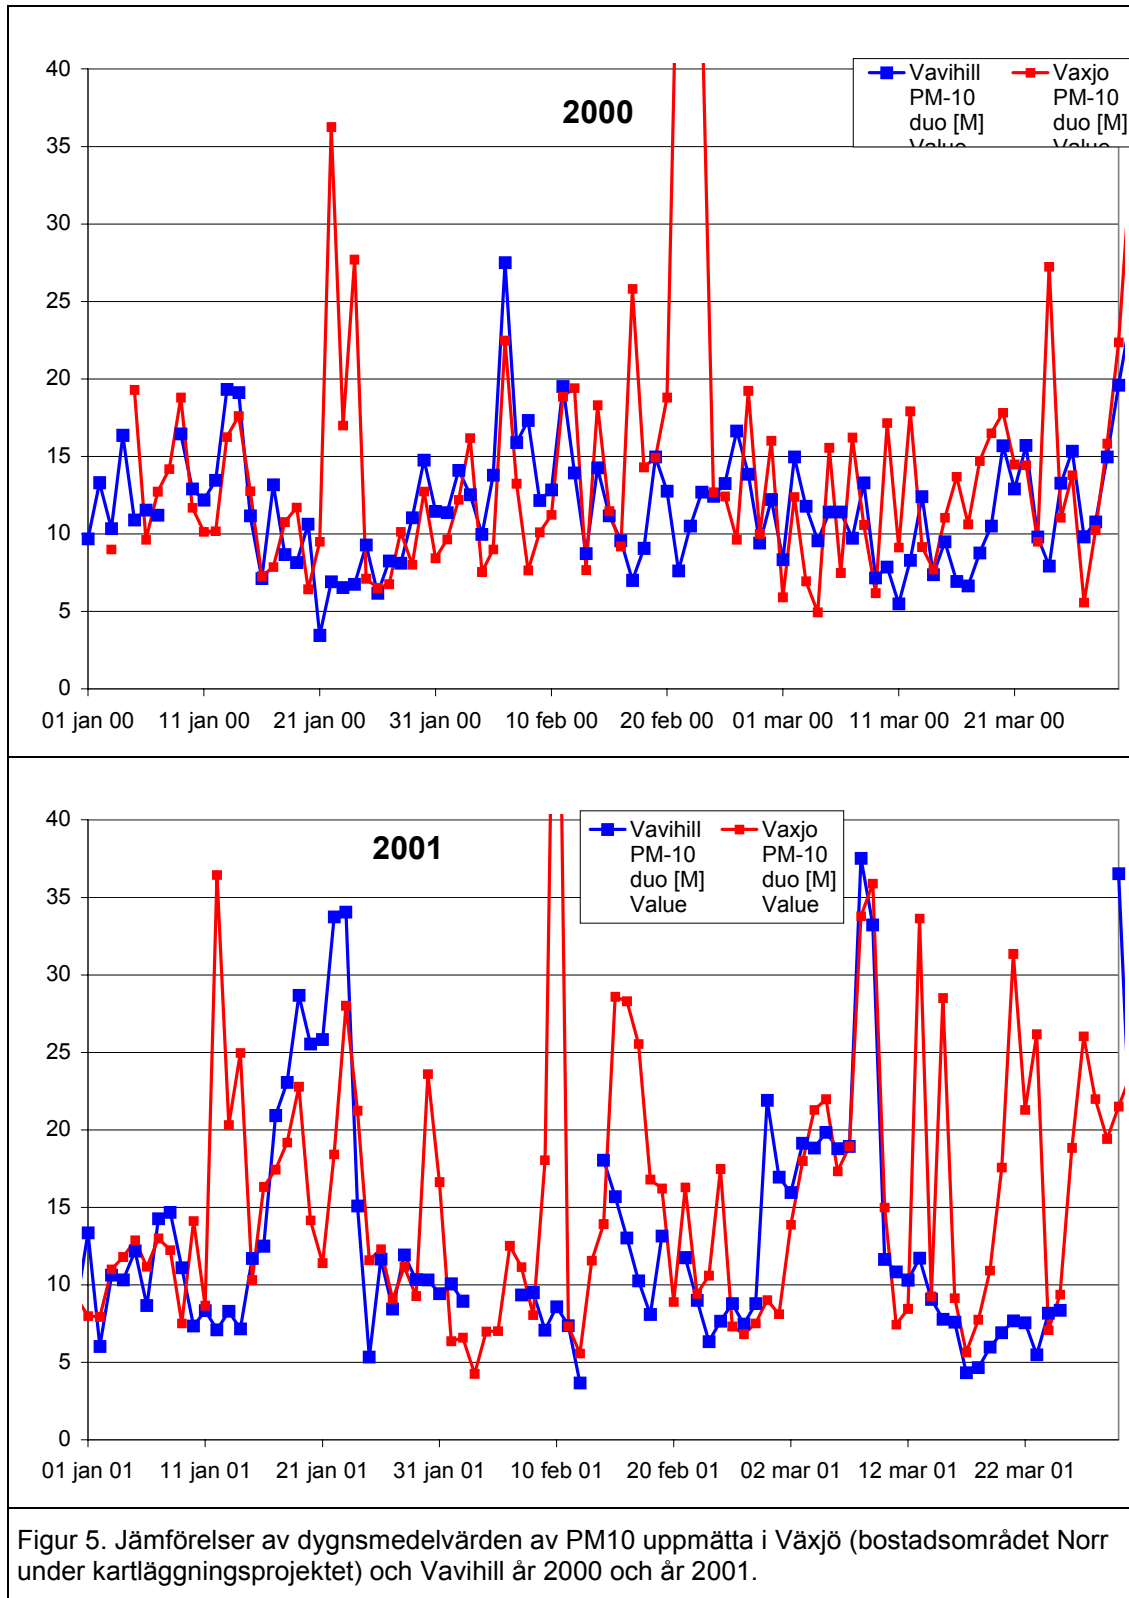 40
35
30
25
20
15
10
5
0
2000
Vavihill PM-10 duo [M] Value
Vaxjo PM-10 duo [M] Value
01 jan 00 11 jan 00 21 jan 00 31 jan 00 10 feb 00 20 feb 00 01 mar 00 11 mar 00 21 mar 00
40
35
30
25
20
15
10
5
0
2001
Vavihill PM-10 duo [M] Value
Vaxjo PM-10 duo [M] Value
01 jan 01 11 jan 01 21 jan 01 31 jan 01 10 feb 01 20 feb 01 02 mar 01 12 mar 01 22 mar 01
Figur 5. Jämförelser av dygnsmedelvärden av PM10 uppmätta i Växjö (bostadsområdet Norr
under kartläggningsprojektet) och Vavihill år 2000 och år 2001.